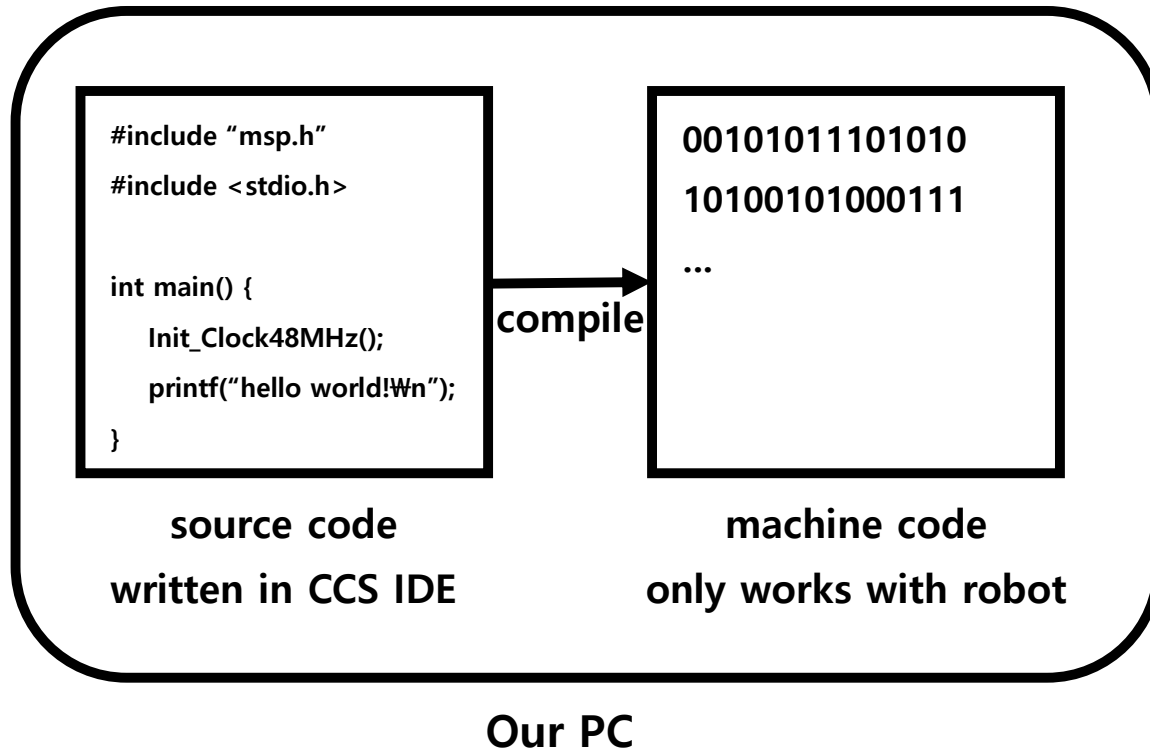 #include “msp.h”
#include <stdio.h>
int main() {
Init_Clock48MHz();
printf(“hello world!₩n”);
}
compile
00101011101010
10100101000111
...
source code
written in CCS IDE
machine code
only works with robot
Our PC